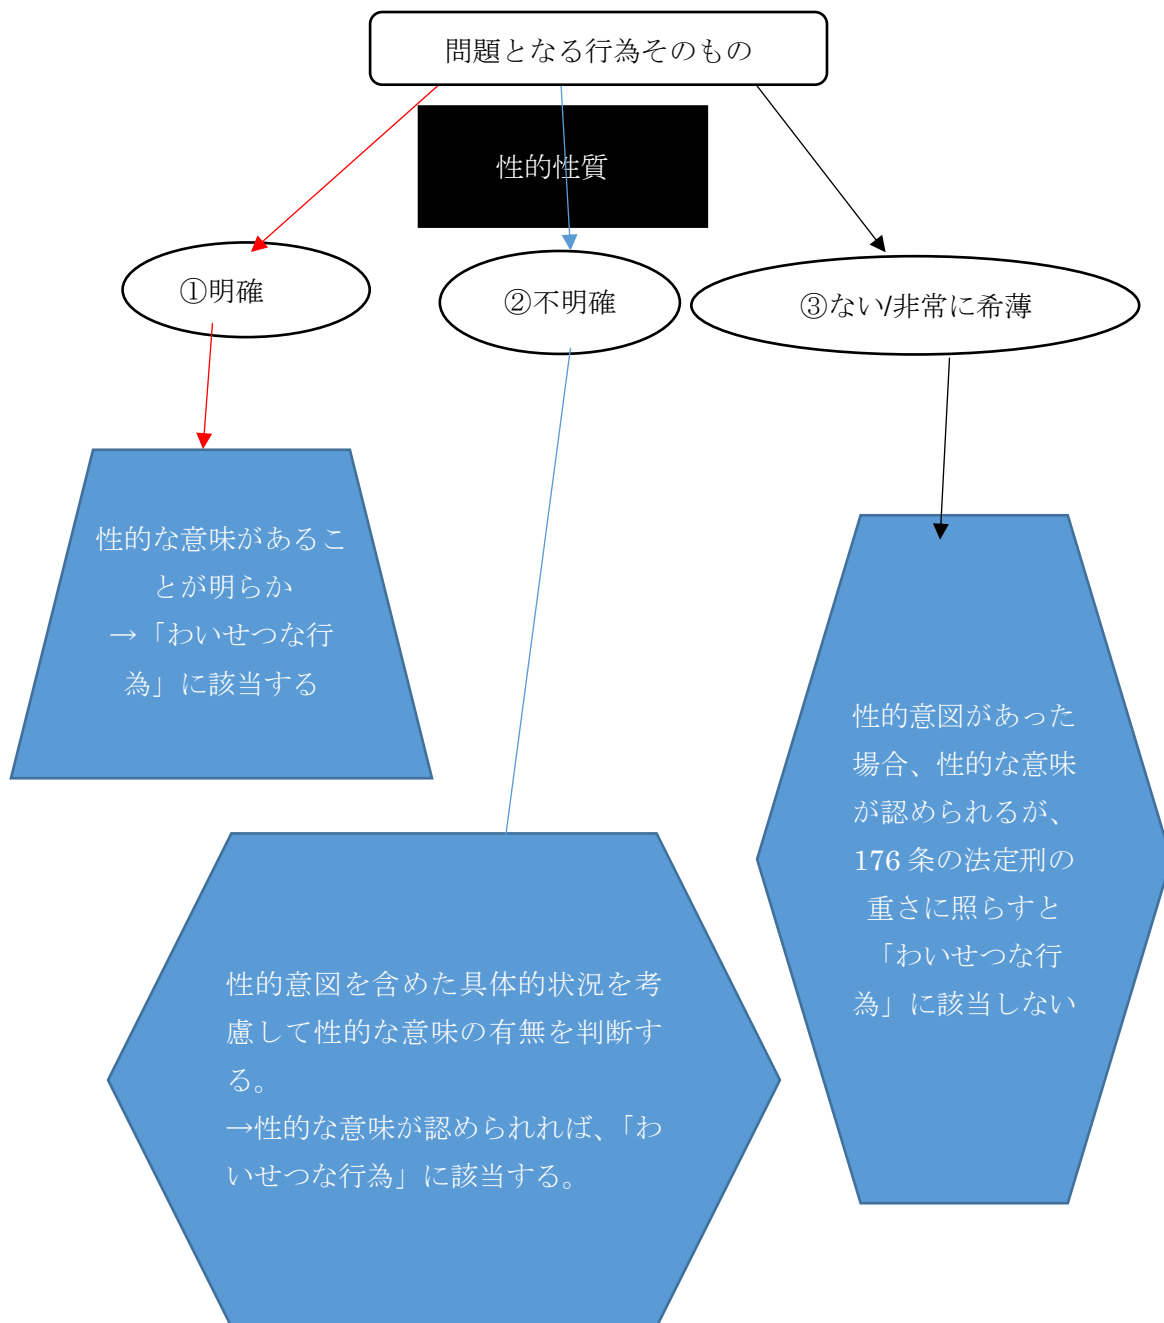 問題となる行為そのもの
性的性質
①明確
②不明確
③ない/非常に希薄
性的な意味があるこ
とが明らか
→「わいせつな行
為」に該当する
性的意図を含めた具体的状況を考
慮して性的な意味の有無を判断す
る。
→性的な意味が認められれば、「わ
いせつな行為」に該当する。
性的意図があった
場合、性的な意味
が認められるが、
176 条の法定刑の
重さに照らすと
「わいせつな行
為」に該当しない